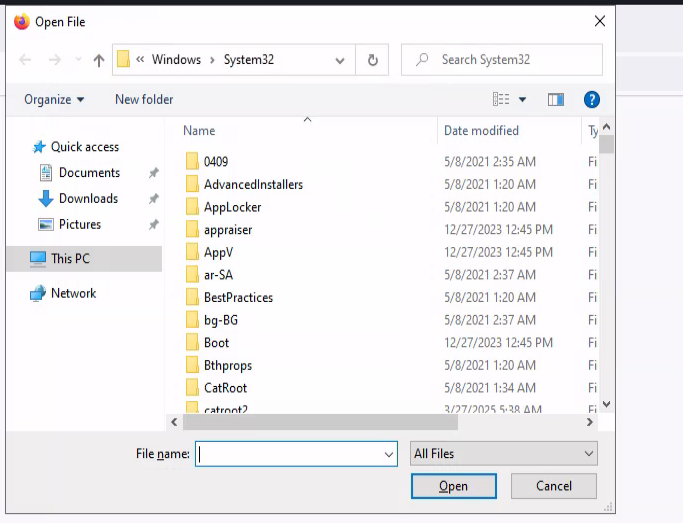 Open File
« Windows › System32
Search System32
Organize New folder
Name Date modified Ty
Quick access
Documents
Downloads
Pictures
This PC
Network
0409 5/8/2021 2:35 AM Fi
AdvancedInstallers 5/8/2021 1:20 AM Fi
AppLocker 5/8/2021 1:20 AM Fi
appraiser 12/27/2023 12:45 PM Fi
AppV 12/27/2023 12:45 PM Fi
ar-SA 5/8/2021 2:37 AM Fi
BestPractices 5/8/2021 1:20 AM Fi
bg-BG 5/8/2021 2:37 AM Fi
Boot 12/27/2023 12:45 PM Fi
Bthprops 5/8/2021 1:20 AM Fi
CatRoot 5/8/2021 1:34 AM Fi
catroot2 3/27/2025 5:38 AM Fi
File name:
All Files
Open Cancel